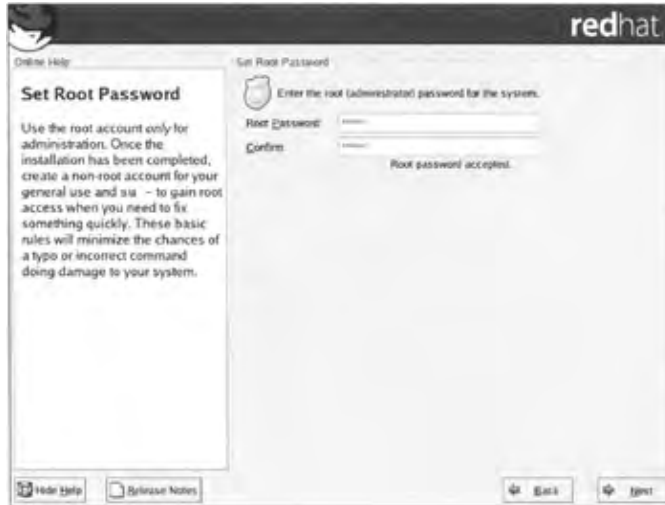 redhat
Online Help
Set Root Password
Use the root account only for
administration. Once the
installation has been completed,
create a non-root account for your
general use and su - to gain root
access when you need to fix
something quickly. These basic
rules will minimize the chances of
a typo or incorrect command
doing damage to your system.
Set Root Password
Enter the root (administrator) password for the system.
Root Password:
Confirm:
Root password accepted.
Hide Help
Release Notes
Back
Next